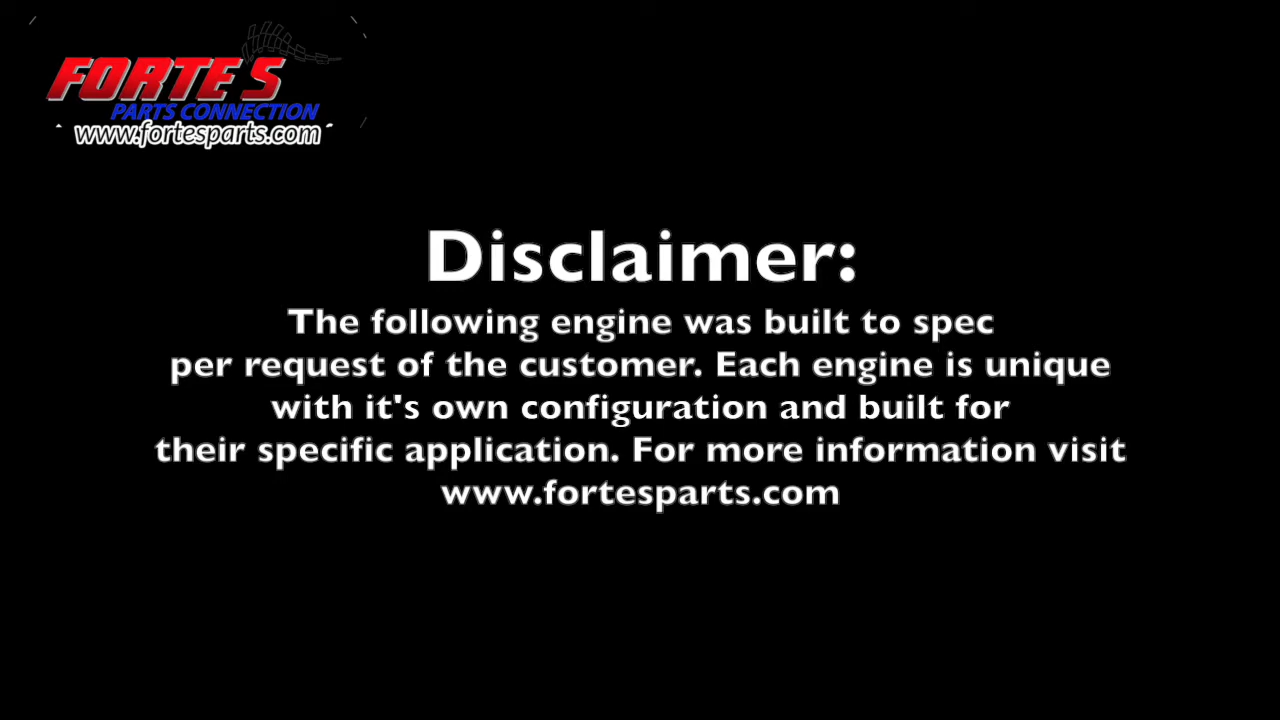 FORTE'S
PARTS CONNECTION
www.fortesparts.com
Disclaimer:
The following engine was built to spec
per request of the customer. Each engine is unique
with it's own configuration and built for
their specific application. For more information visit
www.fortesparts.com